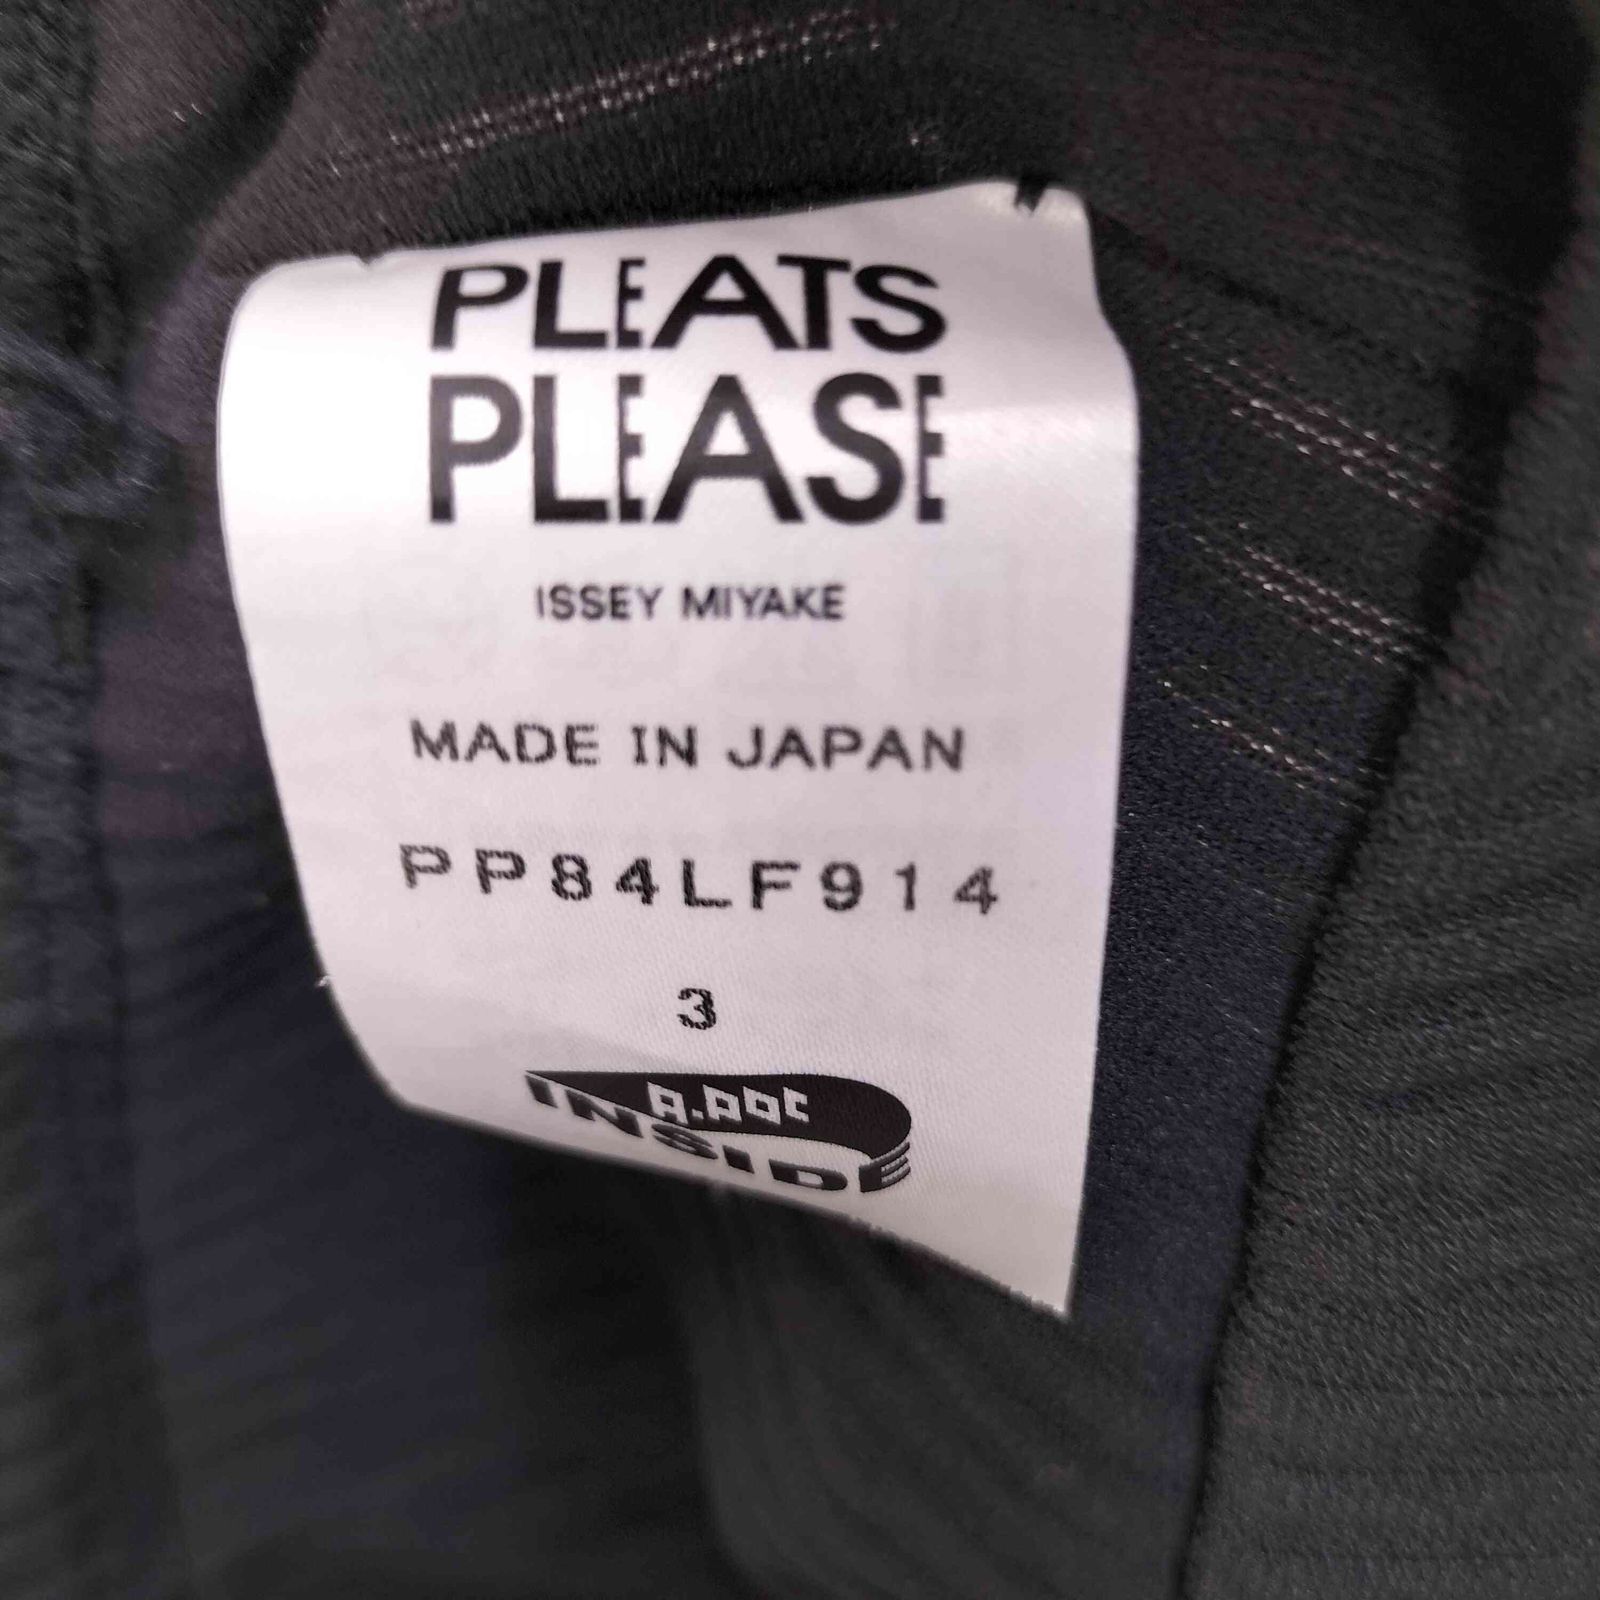 PLEATS
PLEASE
ISSEY MIYAKE
MADE IN JAPAN
PP84LF914
3
A.POC
INSIDE